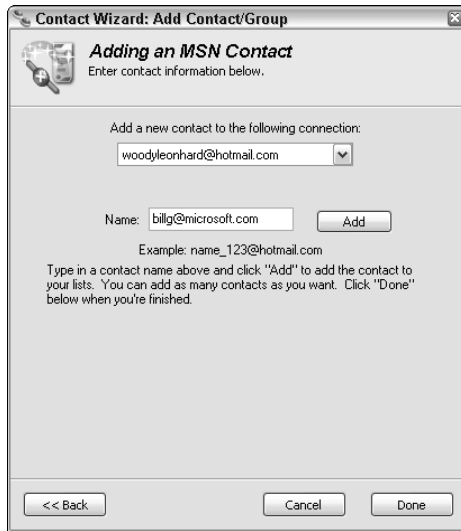 Contact Wizard: Add Contact/Group
Adding an MSN Contact
Enter contact information below.
Add a new contact to the following connection:
woodyleonhard@hotmail.com
Name: billg@microsoft.com Add
Example: name_123@hotmail.com
Type in a contact name above and click "Add" to add the contact to
your lists. You can add as many contacts as you want. Click "Done"
below when you're finished.
<< Back Cancel Done